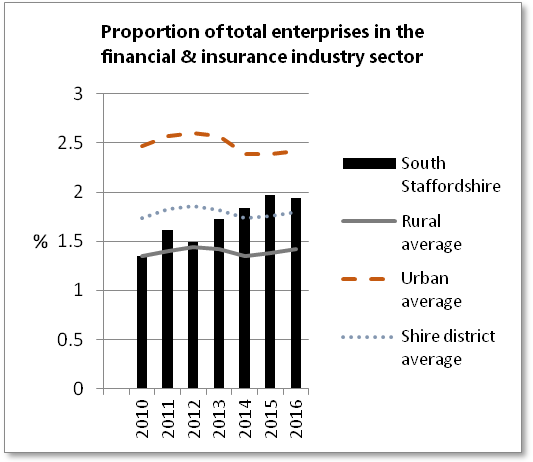 Proportion of total enterprises in the
financial & insurance industry sector
3
2.5
2
1.5
1
0.5
0
%
2010
2011
2012
2013
2014
2015
2016
South
Staffordshire
Rural
average
Urban
average
Shire district
average